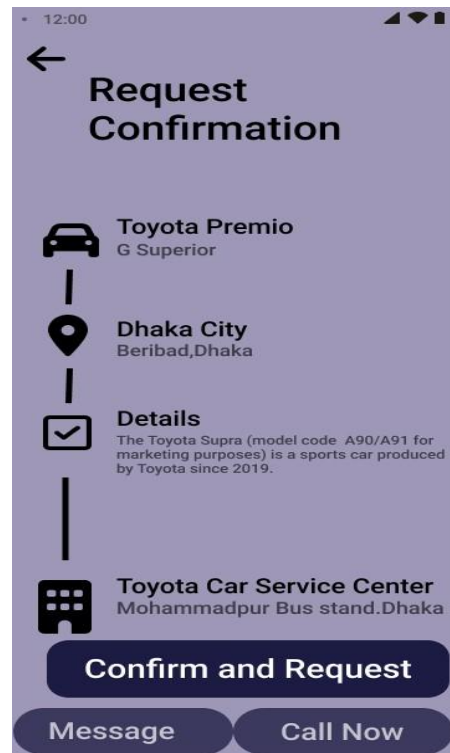 12:00
Request
Confirmation
Toyota Premio
G Superior
Dhaka City
Beribad,Dhaka
Details
The Toyota Supra (model code A90/A91 for
marketing purposes) is a sports car produced
by Toyota since 2019.
Toyota Car Service Center
Mohammadpur Bus stand.Dhaka
Confirm and Request
Message
Call Now